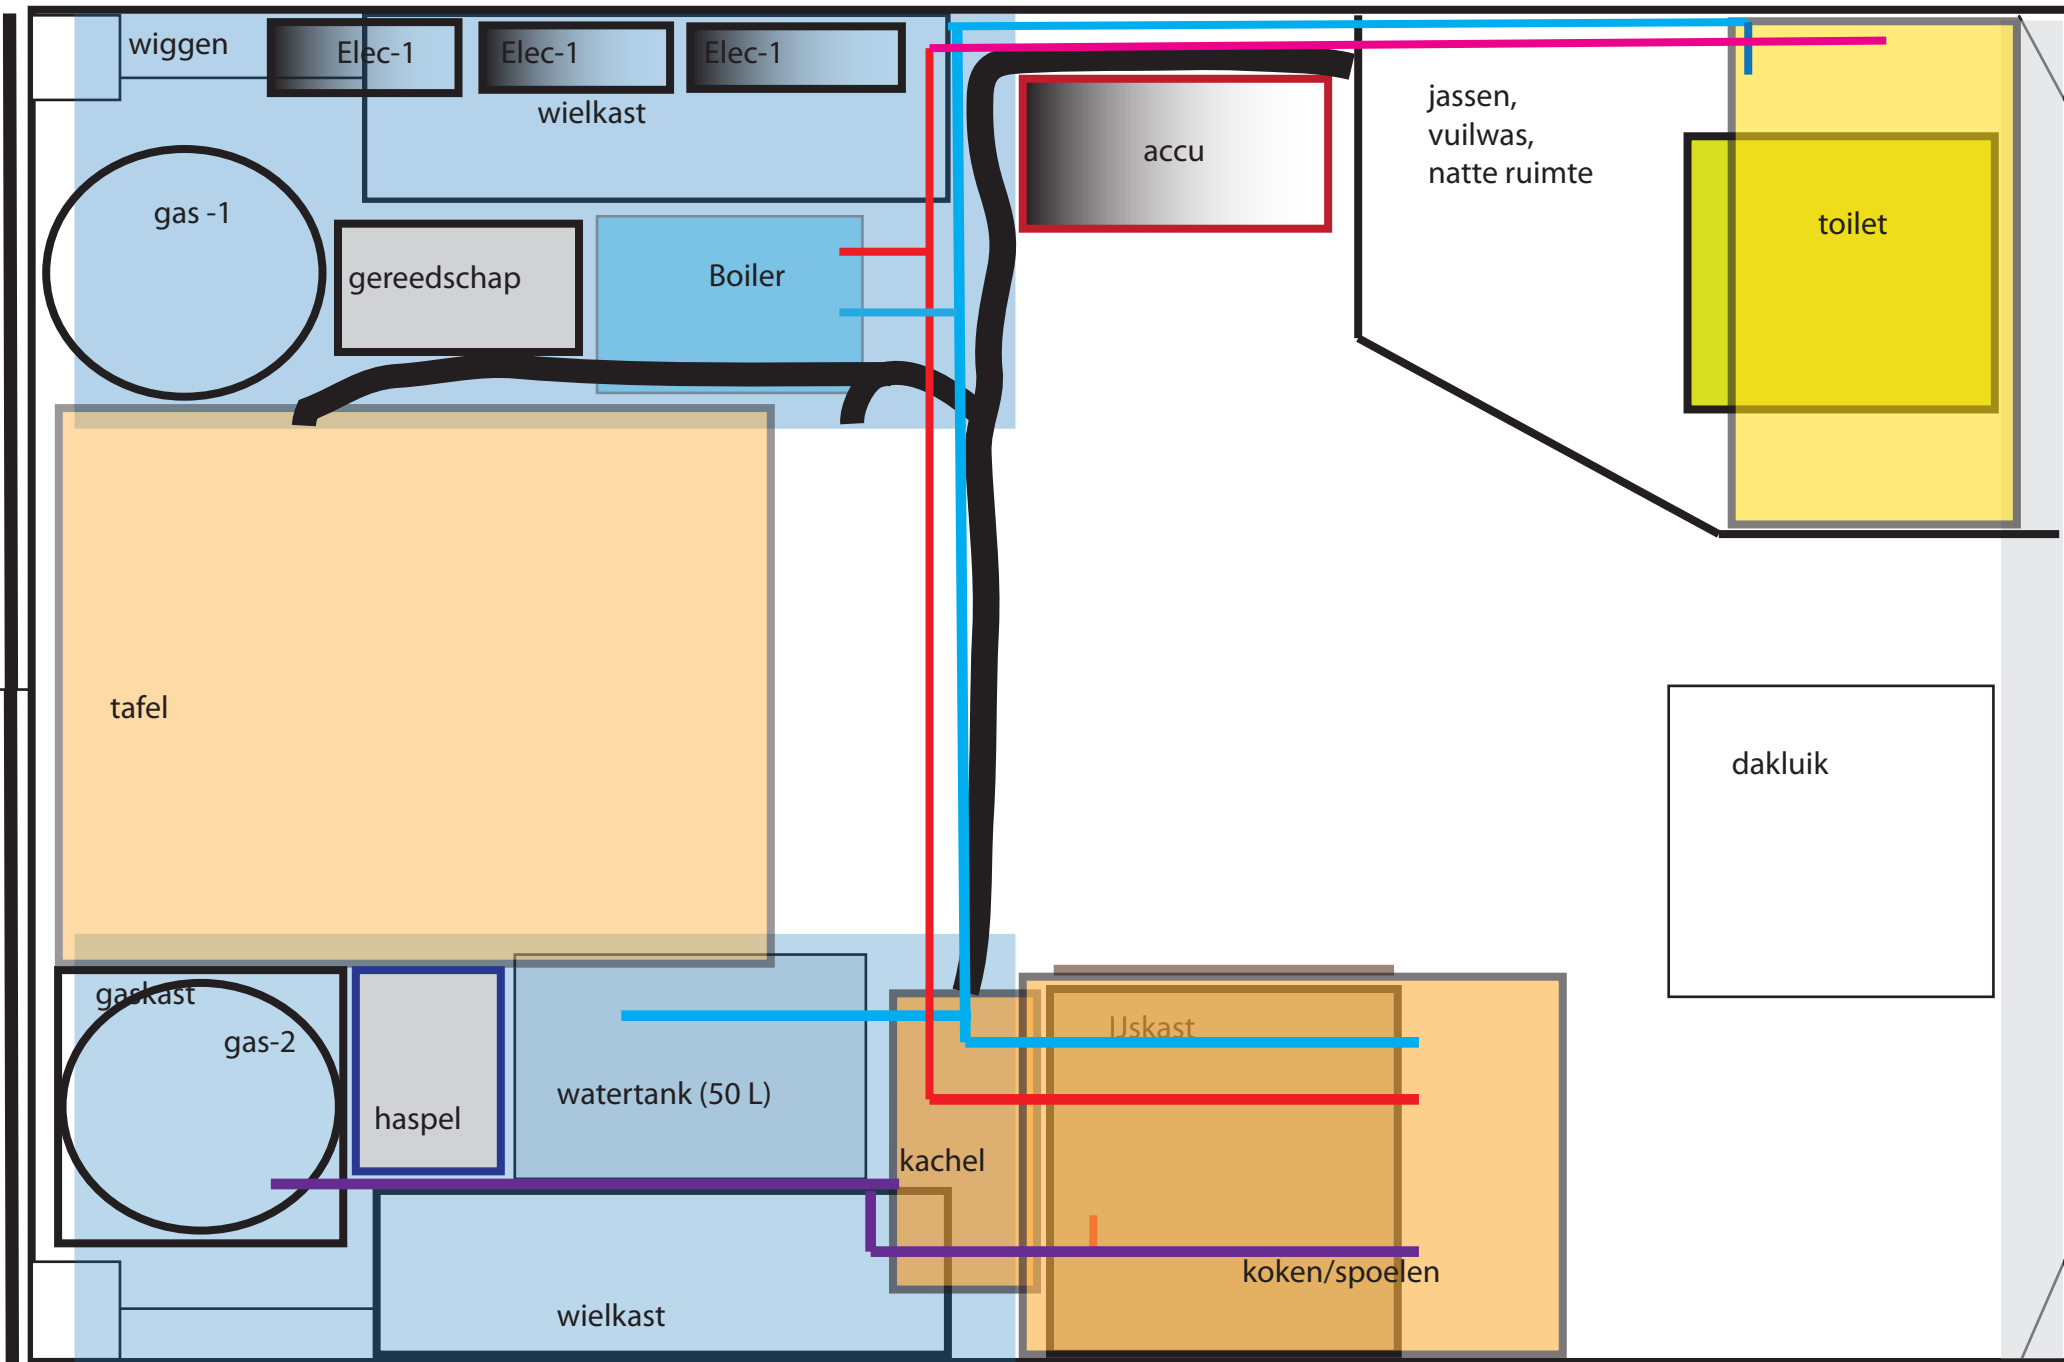 wiggen
Elec-1
Elec-1
Elec-1
wielkast
jassen,
vuilwas,
natte ruimte
accu
gas -1
toilet
gereedschap
Boiler
tafel
dakluik
gaskast
gas-2
IJskast
watertank (50 L)
haspel
kachel
koken/spoelen
wielkast